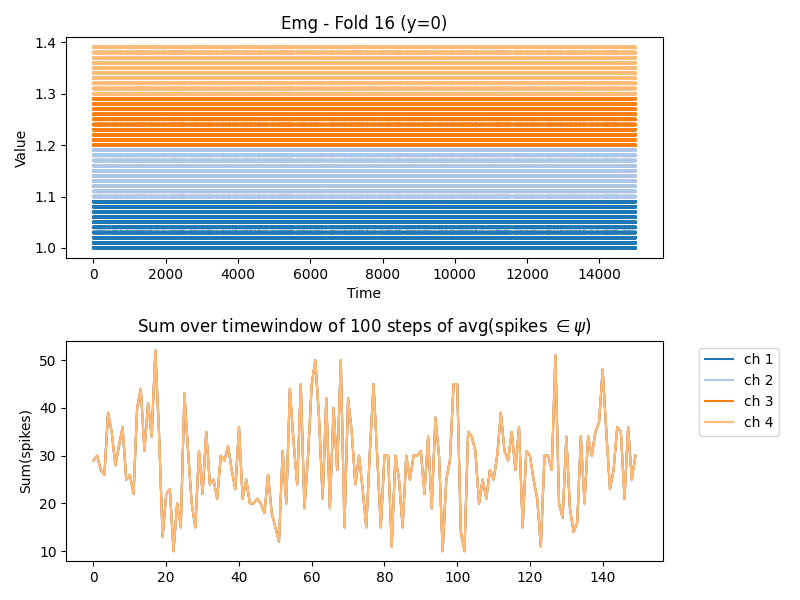 Emg - Fold 16 (y=0)
Value
1.4
1.3
1.2
1.1
1.0
0 2000 4000 6000 8000 10000 12000 14000
Time
Sum over timewindow of 100 steps of avg(spikes ∈ ψ)
Sum(spikes)
50
40
30
20
10
0 20 40 60 80 100 120 140
ch 1
ch 2
ch 3
ch 4